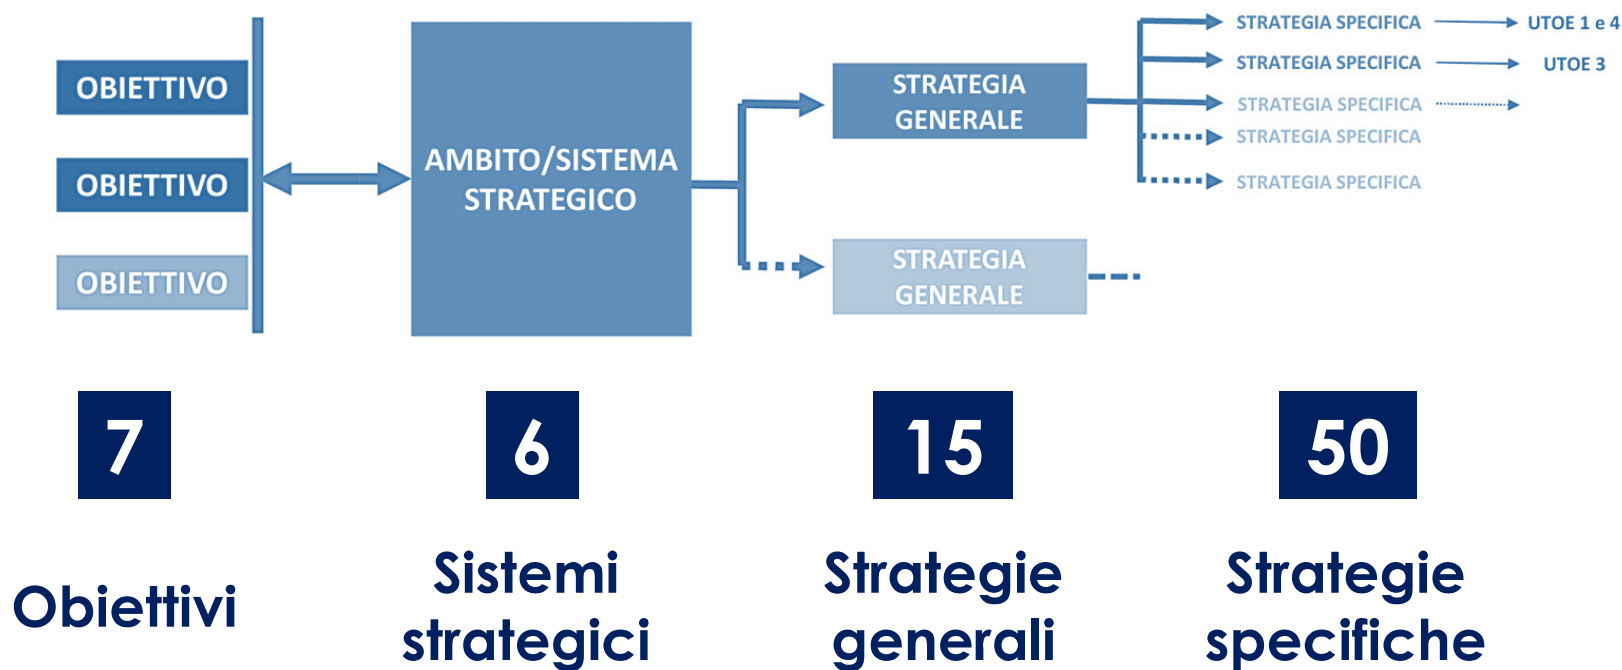 OBIETTIVO
OBIETTIVO
OBIETTIVO
AMBITO/SISTEMA
STRATEGICO
STRATEGIA
GENERALE
STRATEGIA
GENERALE
STRATEGIA SPECIFICA
UTOE 1 e 4
STRATEGIA SPECIFICA
UTOE 3
STRATEGIA SPECIFICA
STRATEGIA SPECIFICA
STRATEGIA SPECIFICA
7
Obiettivi
6
Sistemi
strategici
15
Strategie
generali
50
Strategie
specifiche